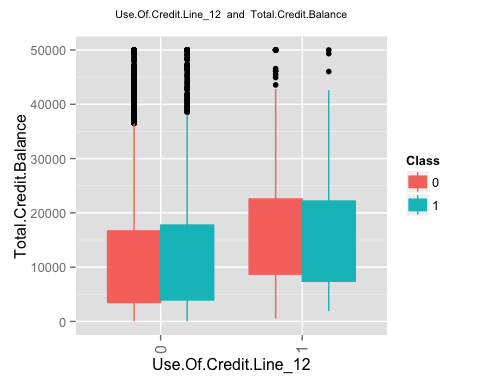 Use.Of.Credit.Line_12 and Total.Credit.Balance
50000
40000
30000
20000
10000
0
Total.Credit.Balance
0
1
Use.Of.Credit.Line_12
Class
0
1